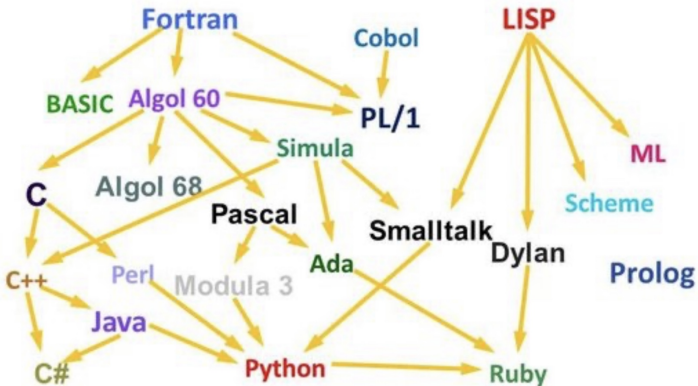 Fortran
LISP
Cobol
BASIC
Algol 60
PL/1
Simula
ML
C
Algol 68
Scheme
Pascal
Smalltalk
Dylan
C++
Perl
Modula 3
Ada
Prolog
Java
C#
Python
Ruby